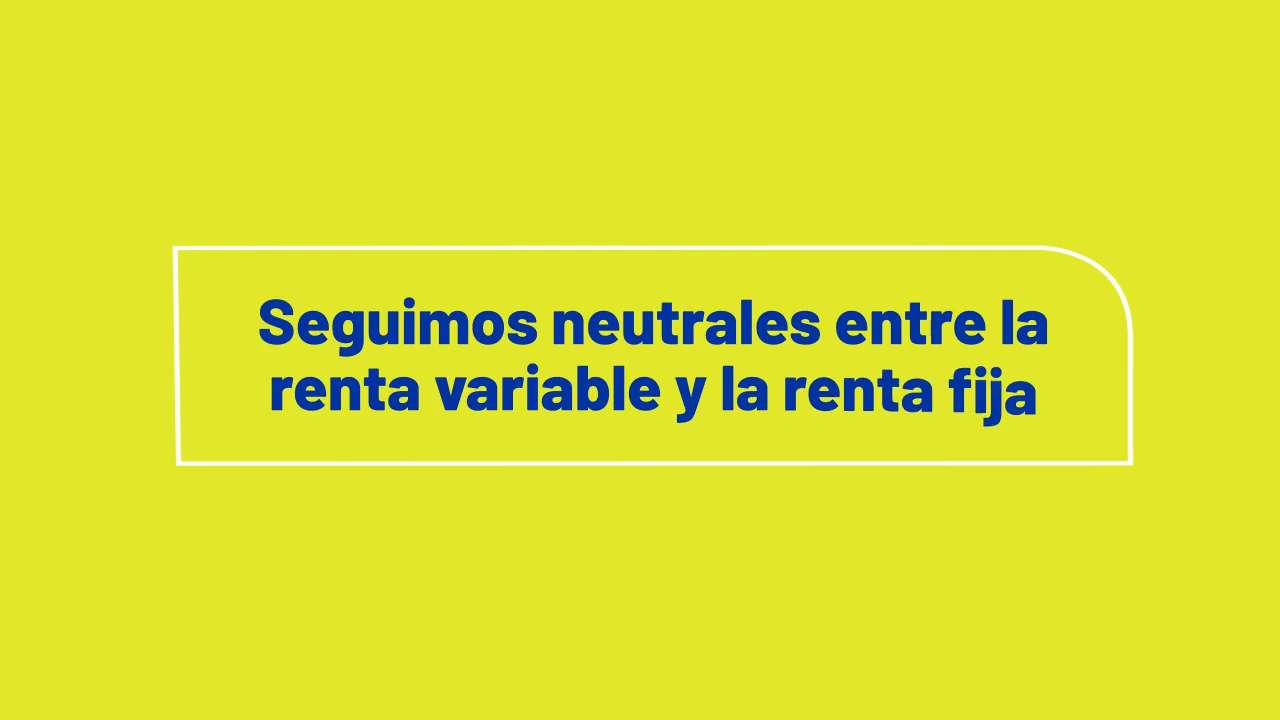 Seguimos neutrales entre la
renta variable y la renta fija